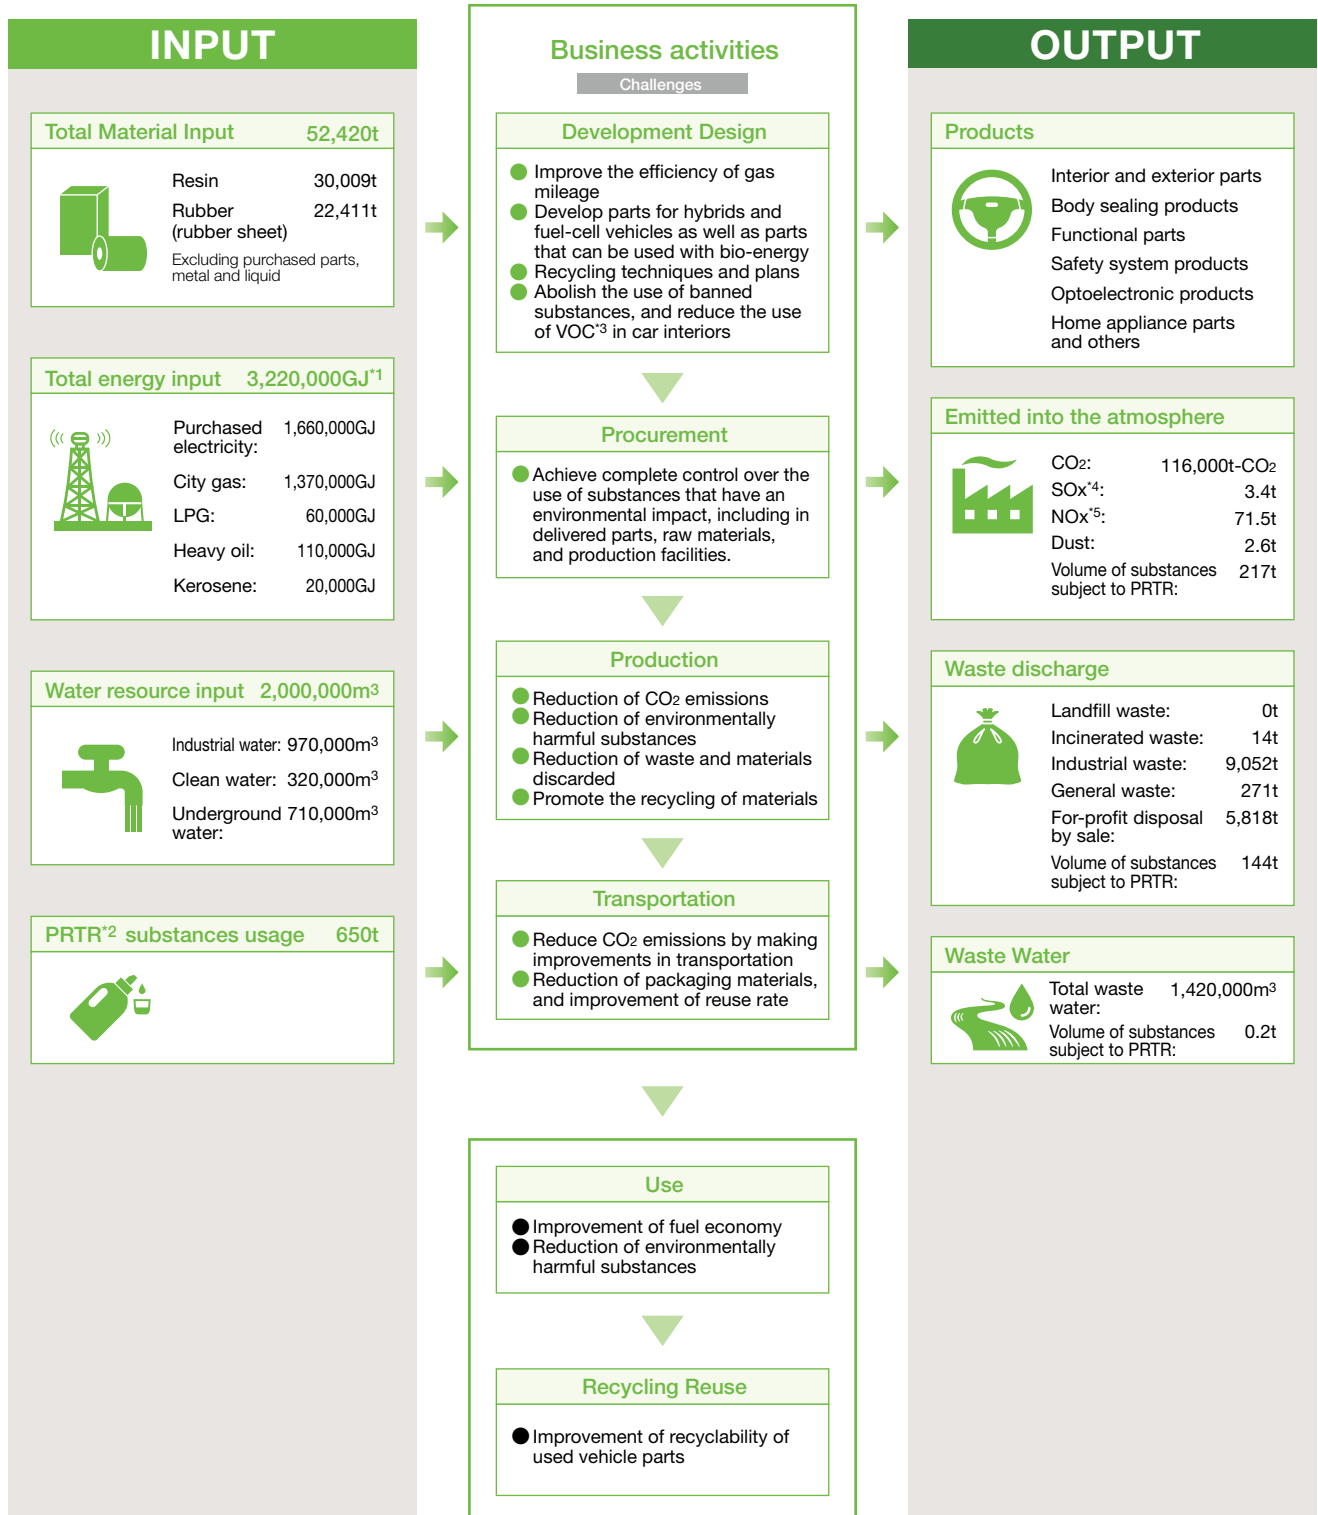 INPUT
Total Material Input 52,420t
Resin 30,009t
Rubber 22,411t
(rubber sheet)
Excluding purchased parts,
metal and liquid
Total energy input 3,220,000GJ*1
Purchased 1,660,000GJ
electricity:
City gas: 1,370,000GJ
LPG: 60,000GJ
Heavy oil: 110,000GJ
Kerosene: 20,000GJ
Water resource input 2,000,000m3
Industrial water: 970,000m3
Clean water: 320,000m3
Underground 710,000m3
water:
PRTR*2 substances usage 650t
Business activities
Challenges
Development Design
● Improve the efficiency of gas
mileage
● Develop parts for hybrids and
fuel-cell vehicles as well as parts
that can be used with bio-energy
● Recycling techniques and plans
● Abolish the use of banned
substances, and reduce the use
of VOC*3 in car interiors
Procurement
● Achieve complete control over the
use of substances that have an
environmental impact, including in
delivered parts, raw materials,
and production facilities.
Production
● Reduction of CO2 emissions
● Reduction of environmentally
harmful substances
● Reduction of waste and materials
discarded
● Promote the recycling of materials
Transportation
● Reduce CO2 emissions by making
improvements in transportation
● Reduction of packaging materials,
and improvement of reuse rate
Use
● Improvement of fuel economy
● Reduction of environmentally
harmful substances
Recycling Reuse
● Improvement of recyclability of
used vehicle parts
OUTPUT
Products
Interior and exterior parts
Body sealing products
Functional parts
Safety system products
Optoelectronic products
Home appliance parts
and others
Emitted into the atmosphere
CO2: 116,000t-CO2
SOx*4: 3.4t
NOx*5: 71.5t
Dust: 2.6t
Volume of substances 217t
subject to PRTR:
Waste discharge
Landfill waste: 0t
Incinerated waste: 14t
Industrial waste: 9,052t
General waste: 271t
For-profit disposal 5,818t
by sale:
Volume of substances 144t
subject to PRTR:
Waste Water
Total waste 1,420,000m3
water:
Volume of substances 0.2t
subject to PRTR: